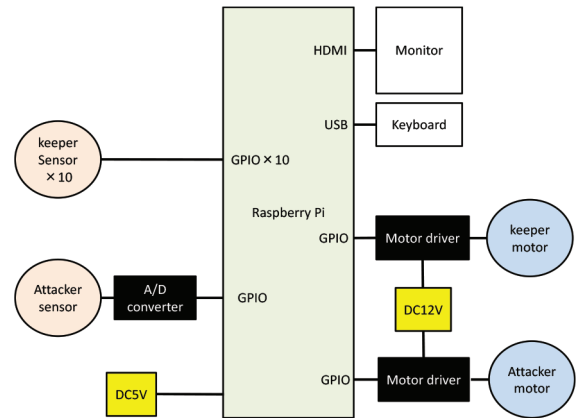 HDMI
Monitor
USB
Keyboard
keeper
Sensor
× 10
GPIO × 10
Raspberry Pi
GPIO
Motor driver
keeper
motor
Attacker
sensor
A/D
converter
GPIO
DC12V
DC5V
GPIO
Motor driver
Attacker
motor